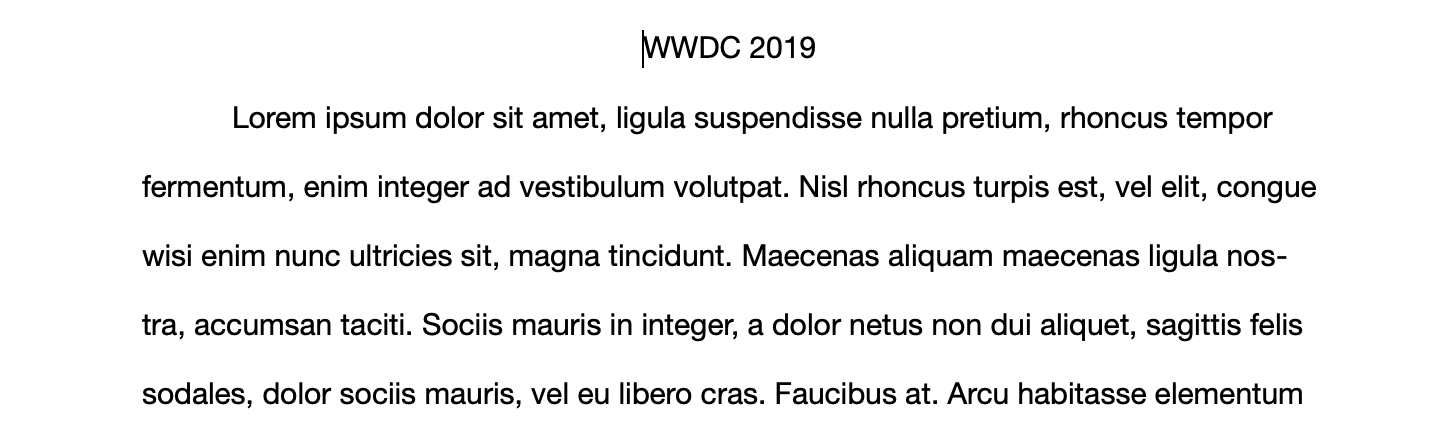 WWDC 2019
Lorem ipsum dolor sit amet, ligula suspendisse nulla pretium, rhoncus tempor
fermentum, enim integer ad vestibulum volutpat. Nisl rhoncus turpis est, vel elit, congue
wisi enim nunc ultricies sit, magna tincidunt. Maecenas aliquam maecenas ligula nos-
tra, accumsan taciti. Sociis mauris in integer, a dolor netus non dui aliquet, sagittis felis
sodales, dolor sociis mauris, vel eu libero cras. Faucibus at. Arcu habitasse elementum